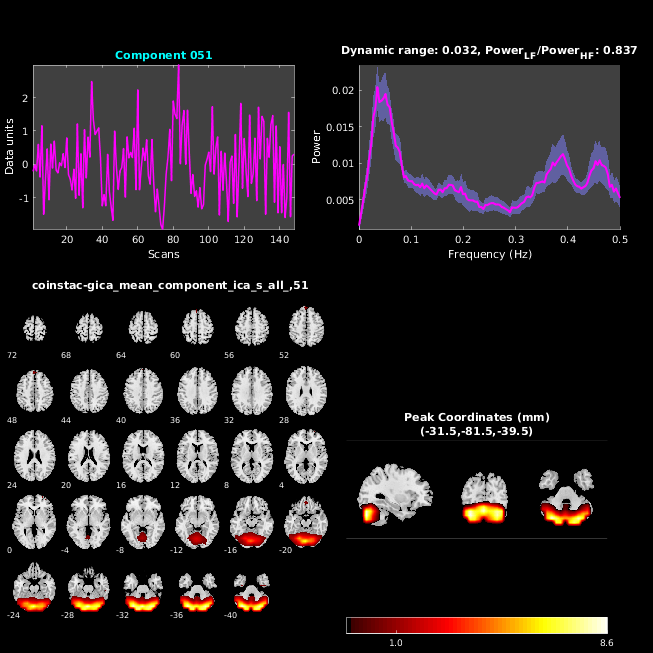 Component 051
Data units
2
1
0
-1
20 40 60 80 100 120 140
Scans
Dynamic range: 0.032, PowerLF/PowerHF: 0.837
Power
0.02
0.015
0.01
0.005
0 0.1 0.2 0.3 0.4 0.5
Frequency (Hz)
coinstac-gica_mean_component_ica_s_all_,51
72 68 64 60 56 52
48 44 40 36 32 28
24 20 16 12 8 4
0 -4 -8 -12 -16 -20
-24 -28 -32 -36 -40
Peak Coordinates (mm)
(-31.5,-81.5,-39.5)
1.0 8.6